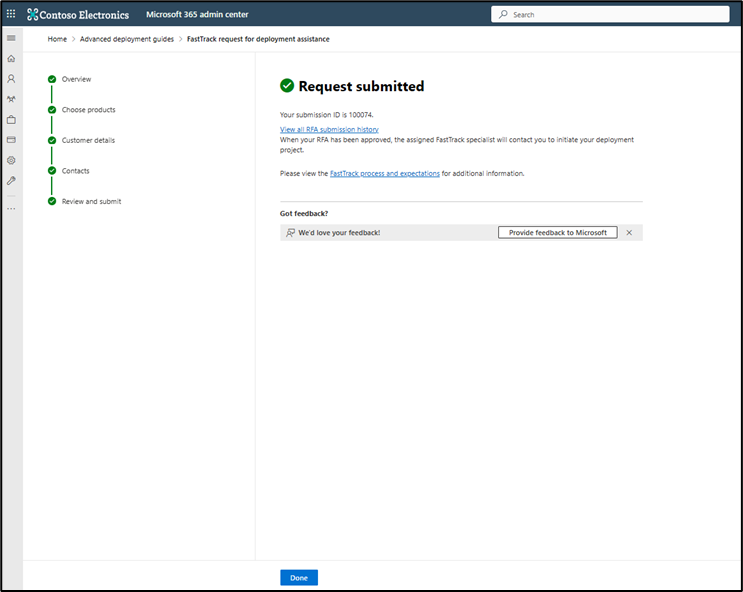 Contoso Electronics Microsoft 365 admin center Search
Home > Advanced deployment guides > FastTrack request for deployment assistance
Overview
Choose products
Customer details
Contacts
Review and submit
Request submitted
Your submission ID is 100074.
View all RFA submission history
When your RFA has been approved, the assigned FastTrack specialist will contact you to initiate your deployment
project.
Please view the FastTrack process and expectations for additional information.
Got feedback?
We'd love your feedback! Provide feedback to Microsoft
Done